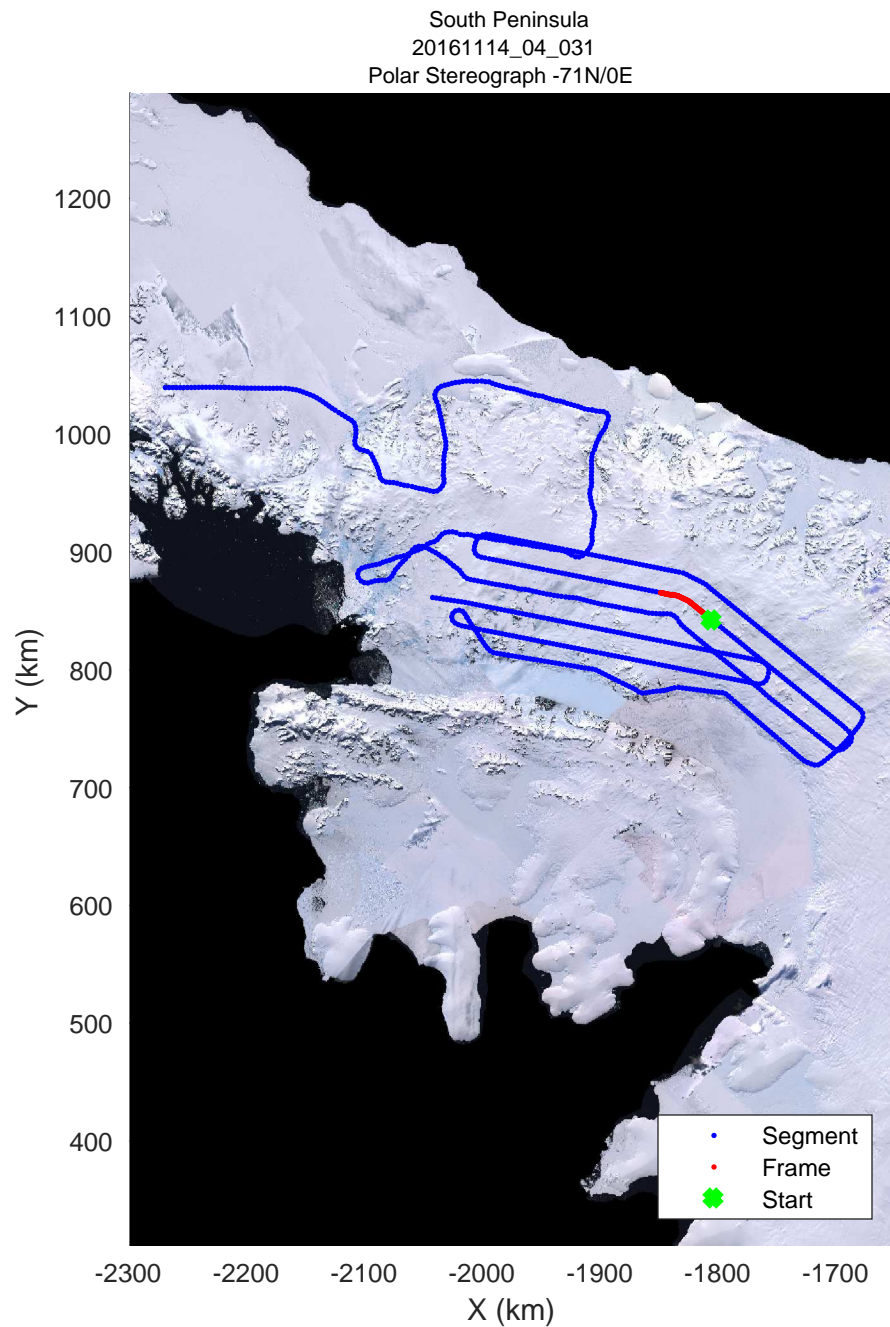 South Peninsula
20161114_04_031
Polar Stereograph -71N/0E
1200
1100
1000
900
800
700
600
500
400
Y (km)
Segment
Frame
Start
-2300 -2200 -2100 -2000 -1900 -1800 -1700
X (km)